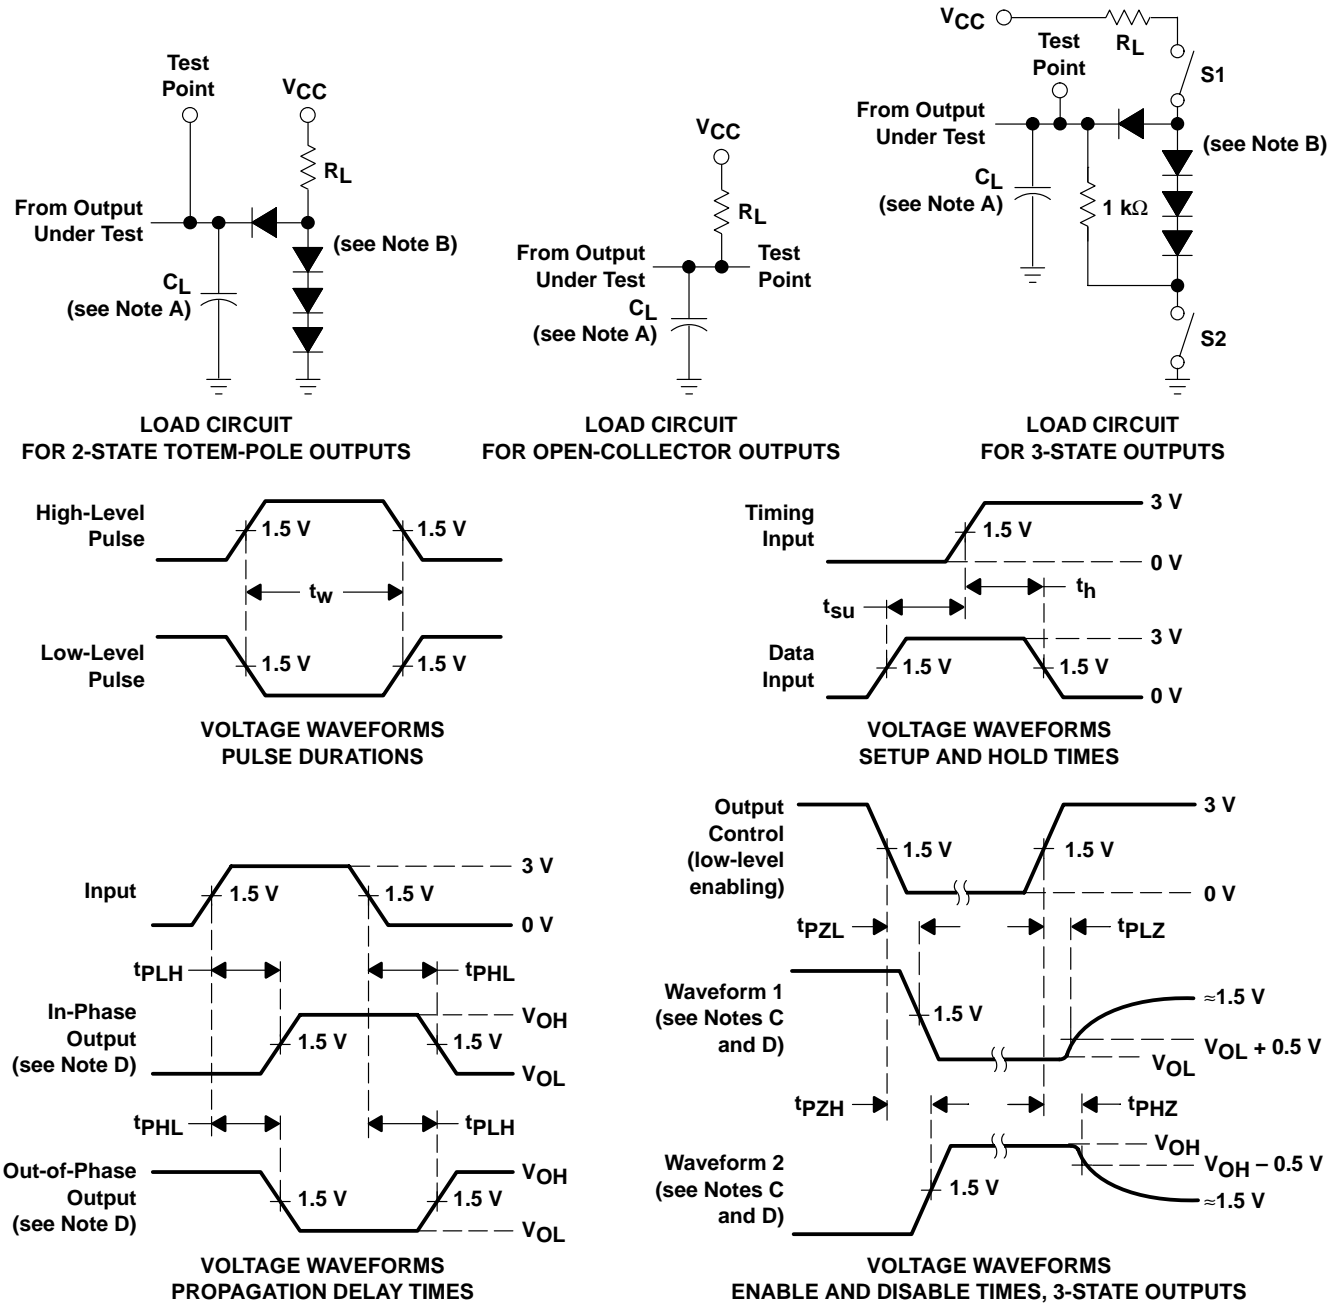 Test
Point
VCC
RL
From Output
Under Test
(see Note B)
CL
(see Note A)
LOAD CIRCUIT
FOR 2-STATE TOTEM-POLE OUTPUTS
VCC
RL
From Output
Under Test
Test
Point
CL
(see Note A)
LOAD CIRCUIT
FOR OPEN-COLLECTOR OUTPUTS
VCC
RL
Test
Point
S1
From Output
Under Test
(see Note B)
CL
(see Note A)
1 kΩ
S2
LOAD CIRCUIT
FOR 3-STATE OUTPUTS
High-Level
Pulse
1.5 V
1.5 V
tw
Low-Level
Pulse
1.5 V
1.5 V
VOLTAGE WAVEFORMS
PULSE DURATIONS
Timing
Input
3 V
1.5 V
0 V
th
tsu
Data
Input
3 V
1.5 V
1.5 V
0 V
VOLTAGE WAVEFORMS
SETUP AND HOLD TIMES
Input
3 V
1.5 V
1.5 V
0 V
tPLH
tPHL
In-Phase
Output
(see Note D)
VOH
1.5 V
1.5 V
VOL
tPHL
tPLH
Out-of-Phase
Output
(see Note D)
VOH
1.5 V
1.5 V
VOL
VOLTAGE WAVEFORMS
PROPAGATION DELAY TIMES
Output
Control
(low-level
enabling)
3 V
1.5 V
1.5 V
0 V
tPZL
tPLZ
Waveform 1
(see Notes C
and D)
1.5 V
≈1.5 V
VOL + 0.5 V
VOL
tPZH
tPHZ
Waveform 2
(see Notes C
and D)
1.5 V
VOH
VOH – 0.5 V
≈1.5 V
VOLTAGE WAVEFORMS
ENABLE AND DISABLE TIMES, 3-STATE OUTPUTS